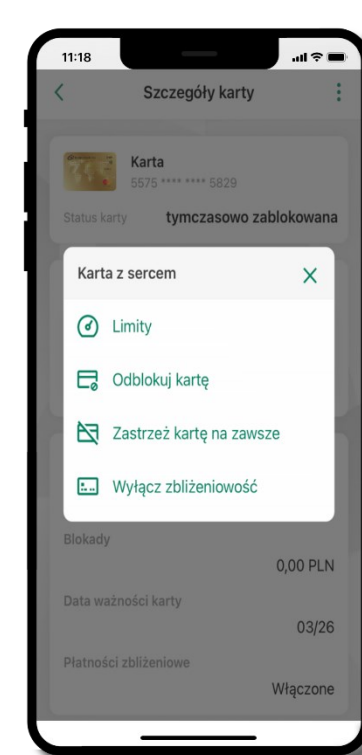 11:18
Szczegóły karty
Karta
5575 **** **** 5829
Status karty tymczasowo zablokowana
Karta z sercem
Limity
Odblokuj kartę
Zastrzeż kartę na zawsze
Wyłącz zbliżeniowość
Blokady
0,00 PLN
Data ważności karty
03/26
Płatności zbliżeniowe
Włączone